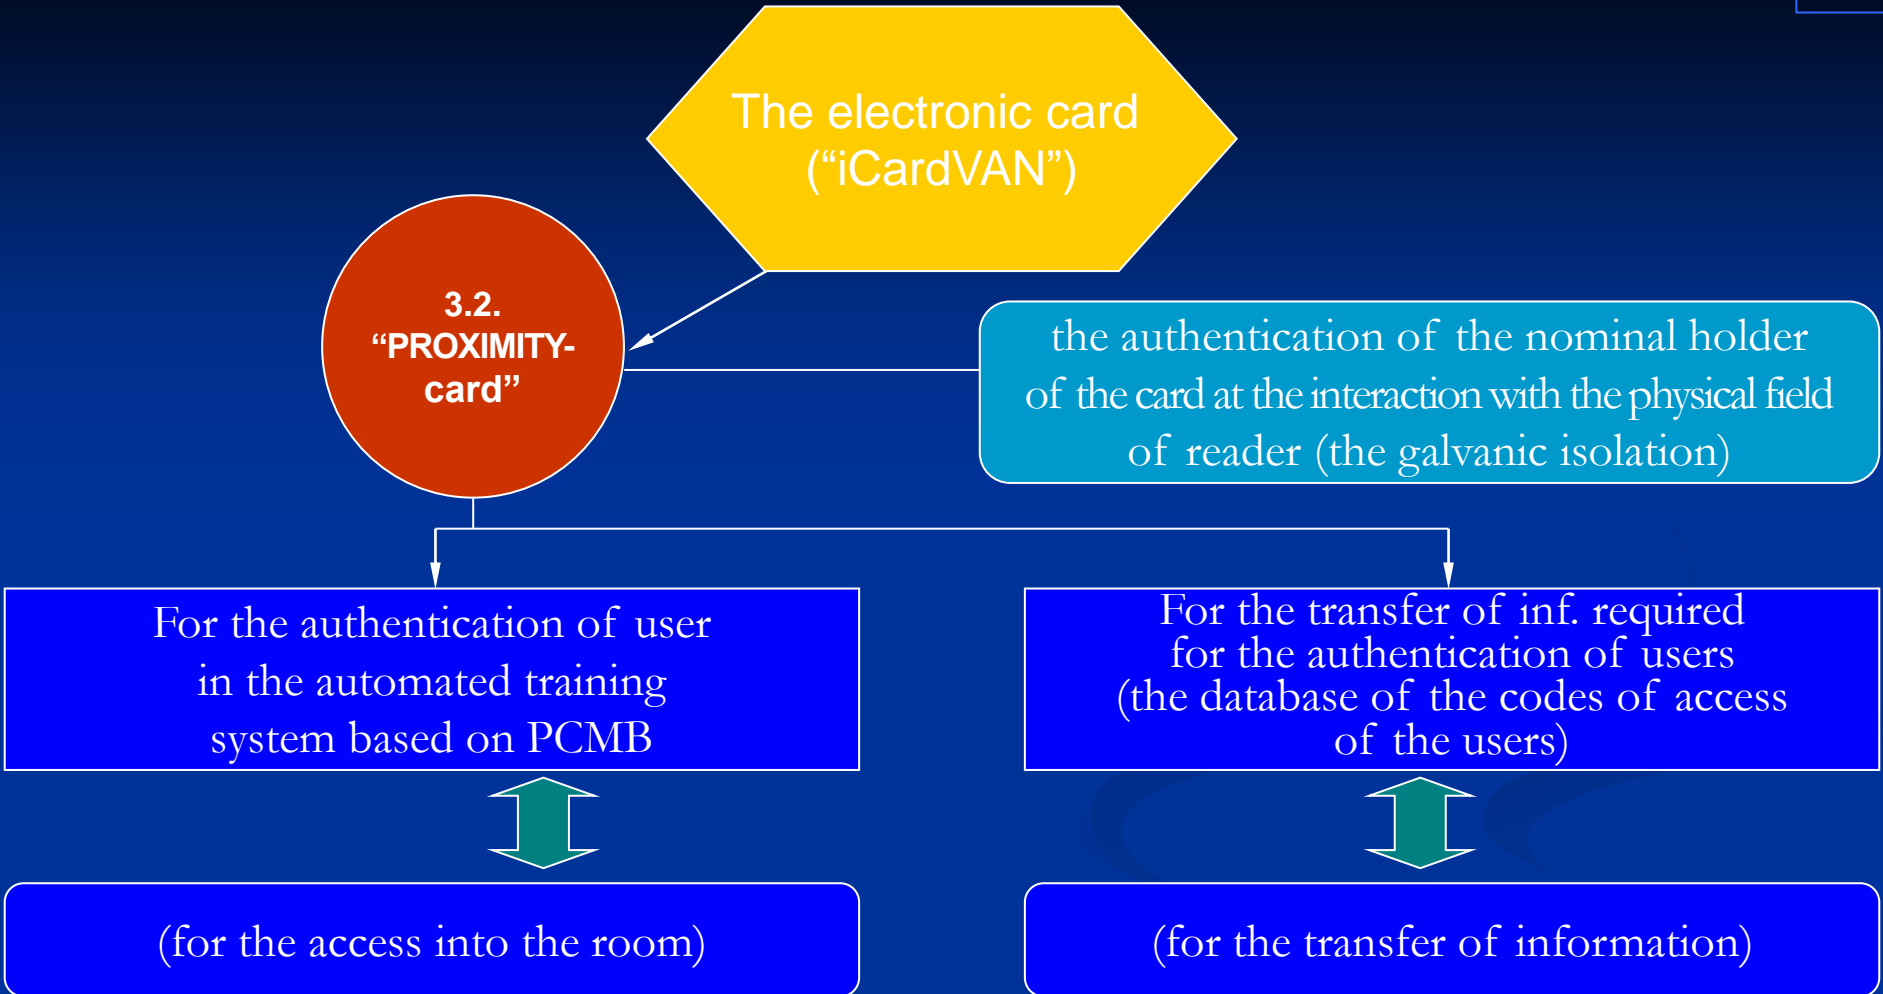 The electronic card
(“iCardVAN”)
3.2.
“PROXIMITY-
card”
the authentication of the nominal holder
of the card at the interaction with the physical field
of reader (the galvanic isolation)
For the authentication of user
in the automated training
system based on PCMB
For the transfer of inf. required
for the authentication of users
(the database of the codes of access
of the users)
(for the access into the room)
(for the transfer of information)